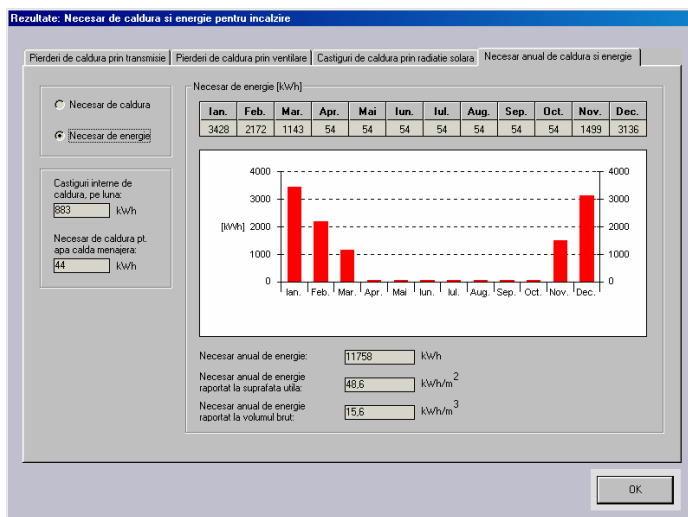 Rezultate: Necesar de caldura si energie pentru incalzire
Pierderi de caldura prin transmisie Pierderi de caldura prin ventilare Castiguri de caldura prin radiatie solara Necesar anual de caldura si energie
Necesar de caldura
Necesar de energie
Castiguri interne de
caldura, pe luna:
883 kWh
Necesar de caldura pt.
apa calda menajera:
44 kWh
Necesar de energie [kWh]
Ian. Feb. Mar. Apr. Mai Iun. Iul. Aug. Sep. Oct. Nov. Dec.
3428 2172 1143 54 54 54 54 54 54 54 1499 3136
4000 4000
3000 3000
[kWh] 2000 2000
1000 1000
0 0
Ian. Feb. Mar. Apr. Mai Iun. Iul. Aug. Sep. Oct. Nov. Dec.
Necesar anual de energie: 11758 kWh
Necesar anual de energie
raportat la suprafata utila: 48,6 kWh/m2
Necesar anual de energie
raportat la volumul brut: 15,6 kWh/m3
OK